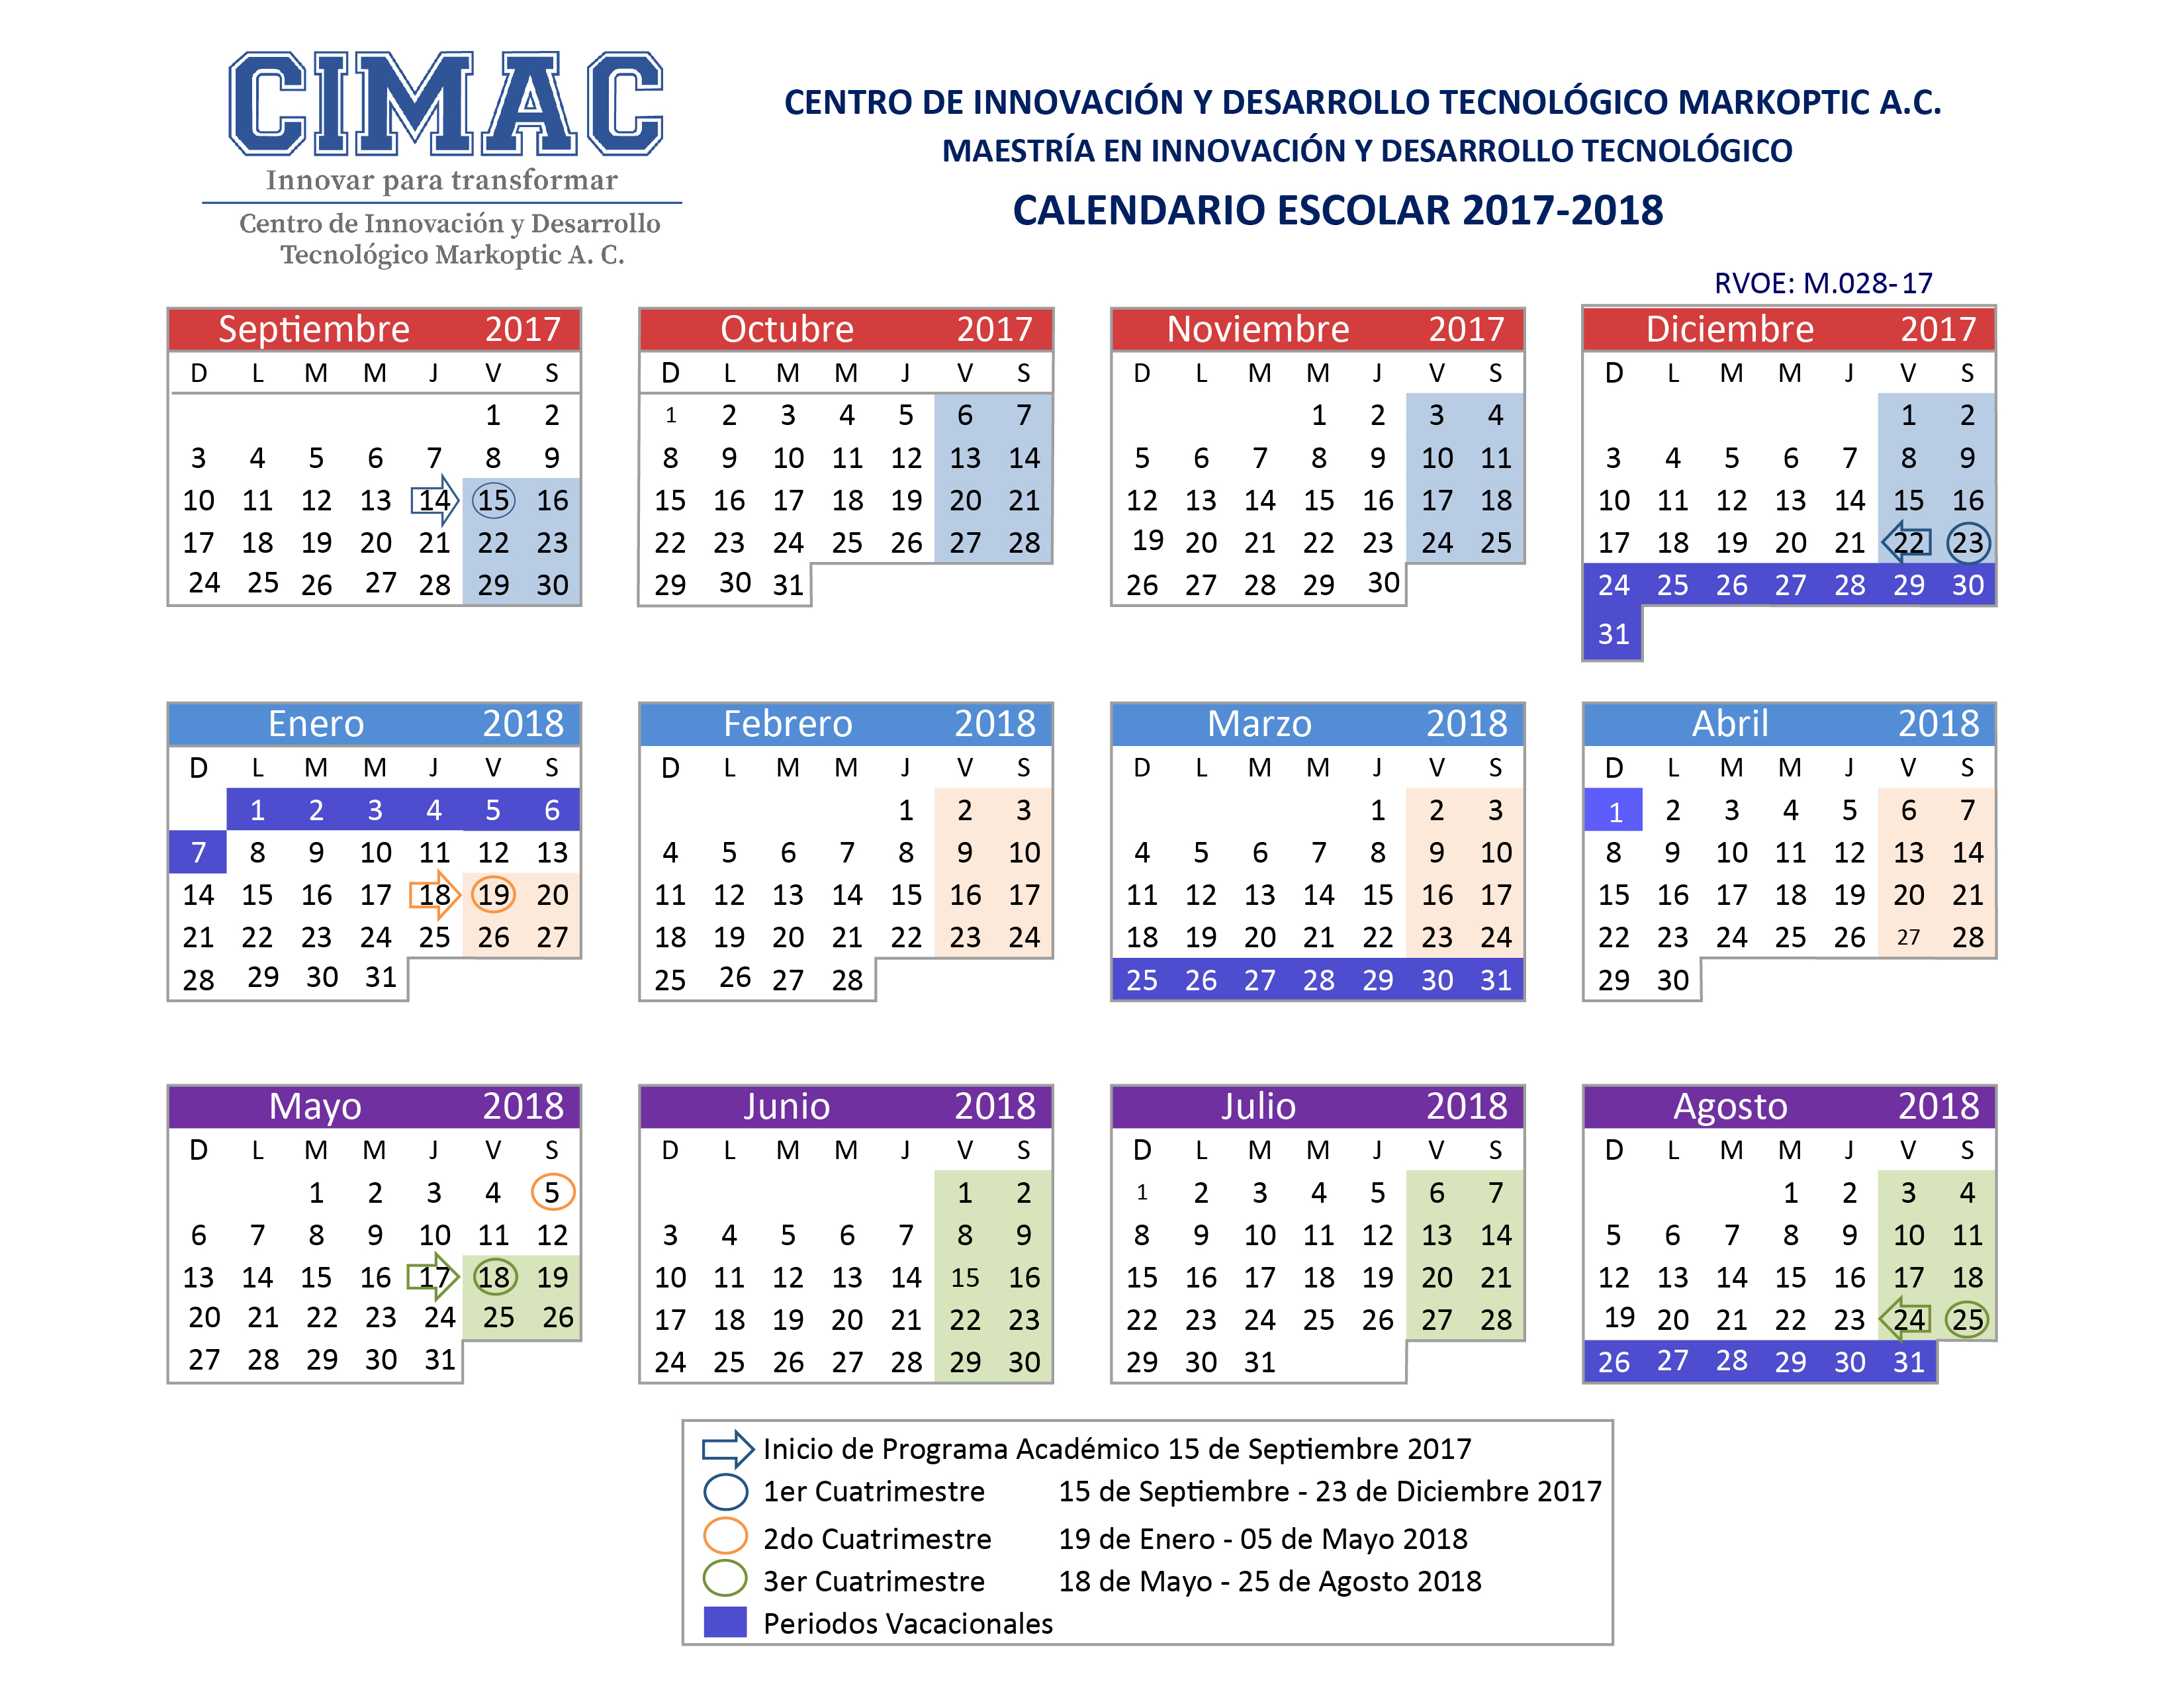 CIMAC
Innovar para transformar
Centro de Innovación y Desarrollo
Tecnológico Markoptic A. C.
CENTRO DE INNOVACIÓN Y DESARROLLO TECNOLÓGICO MARKOPTIC A.C.
MAESTRÍA EN INNOVACIÓN Y DESARROLLO TECNOLÓGICO
CALENDARIO ESCOLAR 2017-2018
RVOE: M.028-17
Septiembre 2017
D L M M J V S
1 2
3 4 5 6 7 8 9
10 11 12 13 14 15 16
17 18 19 20 21 22 23
24 25 26 27 28 29 30
Octubre 2017
D L M M J V S
1 2 3 4 5 6 7
8 9 10 11 12 13 14
15 16 17 18 19 20 21
22 23 24 25 26 27 28
29 30 31
Noviembre 2017
D L M M J V S
1 2 3 4
5 6 7 8 9 10 11
12 13 14 15 16 17 18
19 20 21 22 23 24 25
26 27 28 29 30
Diciembre 2017
D L M M J V S
1 2
3 4 5 6 7 8 9
10 11 12 13 14 15 16
17 18 19 20 21 22 23
24 25 26 27 28 29 30
31
Enero 2018
D L M M J V S
1 2 3 4 5 6
7 8 9 10 11 12 13
14 15 16 17 18 19 20
21 22 23 24 25 26 27
28 29 30 31
Febrero 2018
D L M M J V S
1 2 3
4 5 6 7 8 9 10
11 12 13 14 15 16 17
18 19 20 21 22 23 24
25 26 27 28
Marzo 2018
D L M M J V S
1 2 3
4 5 6 7 8 9 10
11 12 13 14 15 16 17
18 19 20 21 22 23 24
25 26 27 28 29 30 31
Abril 2018
D L M M J V S
1 2 3 4 5 6 7
8 9 10 11 12 13 14
15 16 17 18 19 20 21
22 23 24 25 26 27 28
29 30
Mayo 2018
D L M M J V S
1 2 3 4 5
6 7 8 9 10 11 12
13 14 15 16 17 18 19
20 21 22 23 24 25 26
27 28 29 30 31
Junio 2018
D L M M J V S
1 2
3 4 5 6 7 8 9
10 11 12 13 14 15 16
17 18 19 20 21 22 23
24 25 26 27 28 29 30
Julio 2018
D L M M J V S
1 2 3 4 5 6 7
8 9 10 11 12 13 14
15 16 17 18 19 20 21
22 23 24 25 26 27 28
29 30 31
Agosto 2018
D L M M J V S
1 2 3 4
5 6 7 8 9 10 11
12 13 14 15 16 17 18
19 20 21 22 23 24 25
26 27 28 29 30 31
Inicio de Programa Académico 15 de Septiembre 2017
1er Cuatrimestre 15 de Septiembre - 23 de Diciembre 2017
2do Cuatrimestre 19 de Enero - 05 de Mayo 2018
3er Cuatrimestre 18 de Mayo - 25 de Agosto 2018
Periodos Vacacionales